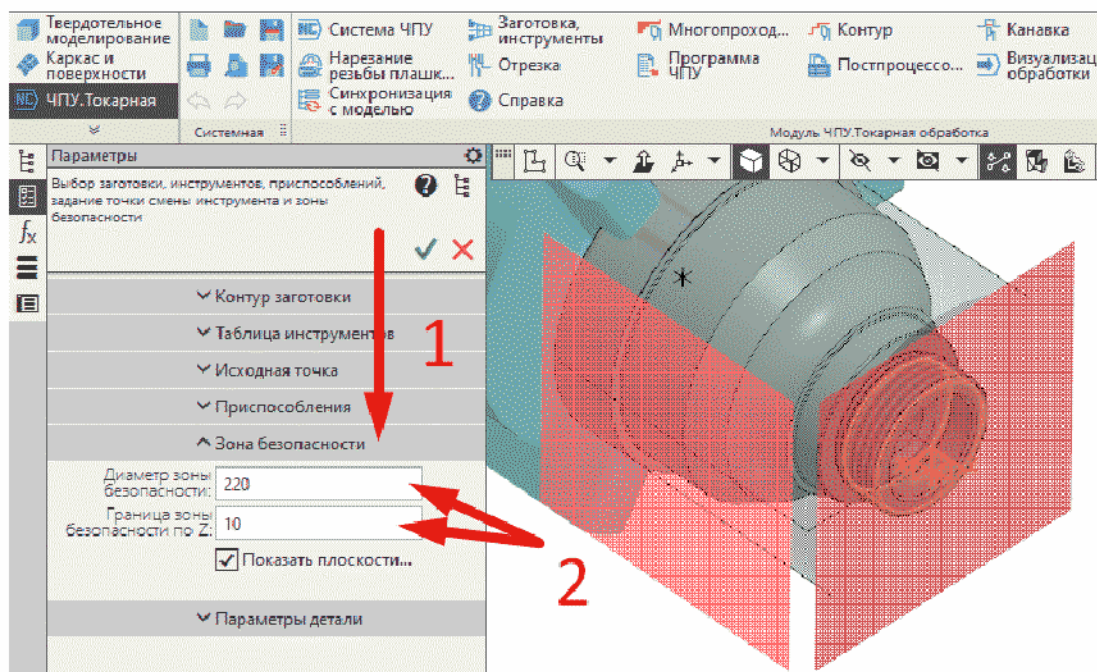 Твердотельное
моделирование
Каркас и
поверхности
ЧПУ.Токарная
Системная
Система ЧПУ
Нарезание
резьбы плашк...
Синхронизация
с моделью
Заготовка,
инструменты
Отрезка
Справка
Многопроход...
Программа
ЧПУ
Контур
Постпроцессо...
Канавка
Визуализац
обработки
Модуль ЧПУ.Токарная обработка
Параметры
Выбор заготовки, инструментов, приспособлений,
задание точки смены инструмента и зоны
безопасности
Контур заготовки
Таблица инструментов
1
Исходная точка
Приспособления
Зона безопасности
Диаметр зоны
безопасности:
220
Граница зоны
безопасности по Z:
10
Показать плоскости...
2
Параметры детали